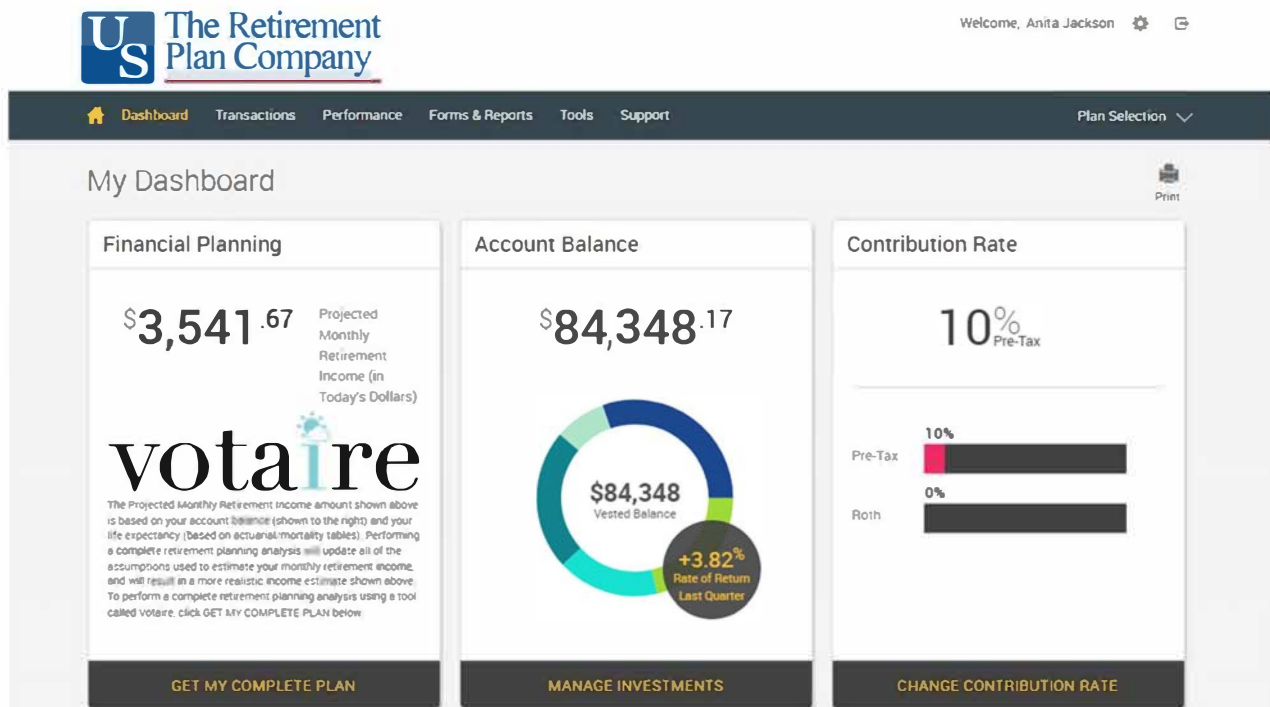 US
The Retirement
Plan Company
Welcome, Anita Jackson
Dashboard Transactions Performance Forms & Reports Tools Support Plan Selection
My Dashboard
Print
Financial Planning
$3,541.67
Projected
Monthly
Retirement
Income (in
Today's Dollars)
votaire
The Projected Monthly Retirement Income amount shown above
is based on your account balance (shown to the right) and your
life expectancy (based on actuarial mortality tables). Performing
a complete retirement planning analysis will update all of the
assumptions used to estimate your monthly retirement income,
and will result in a more realistic income estimate shown above.
To perform a complete retirement planning analysis using a tool
called Votaire, click GET MY COMPLETE PLAN below.
GET MY COMPLETE PLAN
Account Balance
$84,348.17
$84,348
Vested Balance
+3.82%
Rate of Return
Last Quarter
MANAGE INVESTMENTS
Contribution Rate
10%
Pre-Tax
10%
Pre-Tax
0%
Roth
CHANGE CONTRIBUTION RATE